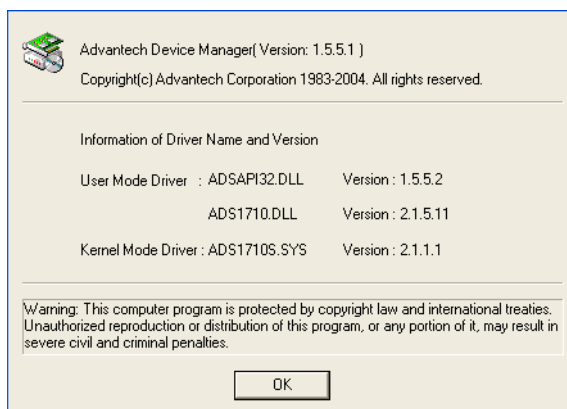 Advantech Device Manager( Version: 1.5.5.1 )
Copyright(c) Advantech Corporation 1983-2004. All rights reserved.
Information of Driver Name and Version
User Mode Driver : ADSAPI32.DLL Version : 1.5.5.2
ADS1710.DLL Version : 2.1.5.11
Kernel Mode Driver : ADS1710S.SYS Version : 2.1.1.1
Warning: This computer program is protected by copyright law and international treaties.
Unauthorized reproduction or distribution of this program, or any portion of it, may result in
severe civil and criminal penalties.
OK